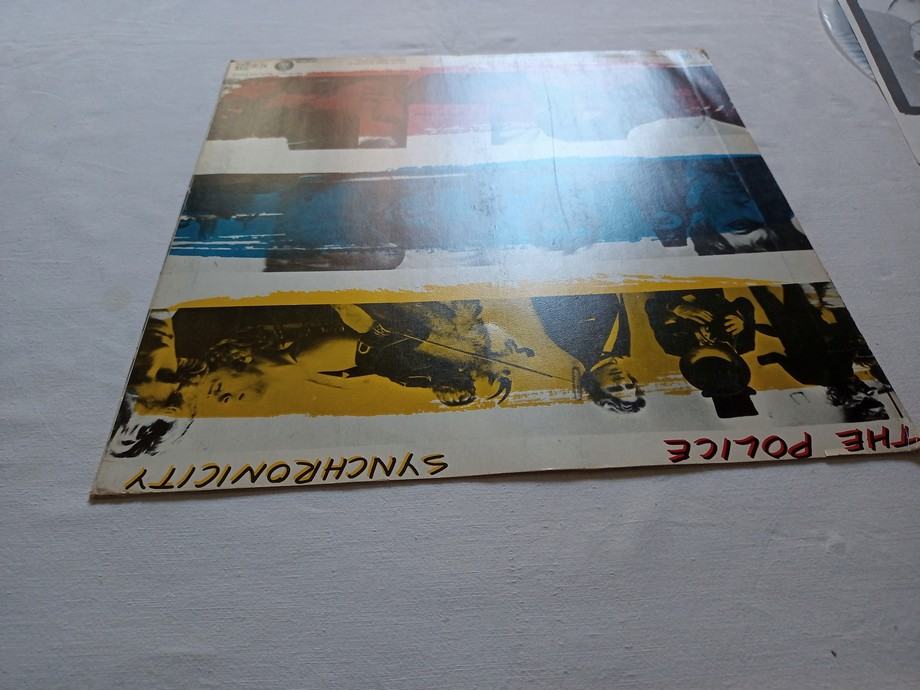 THE POLICE SYNCHRONICITY